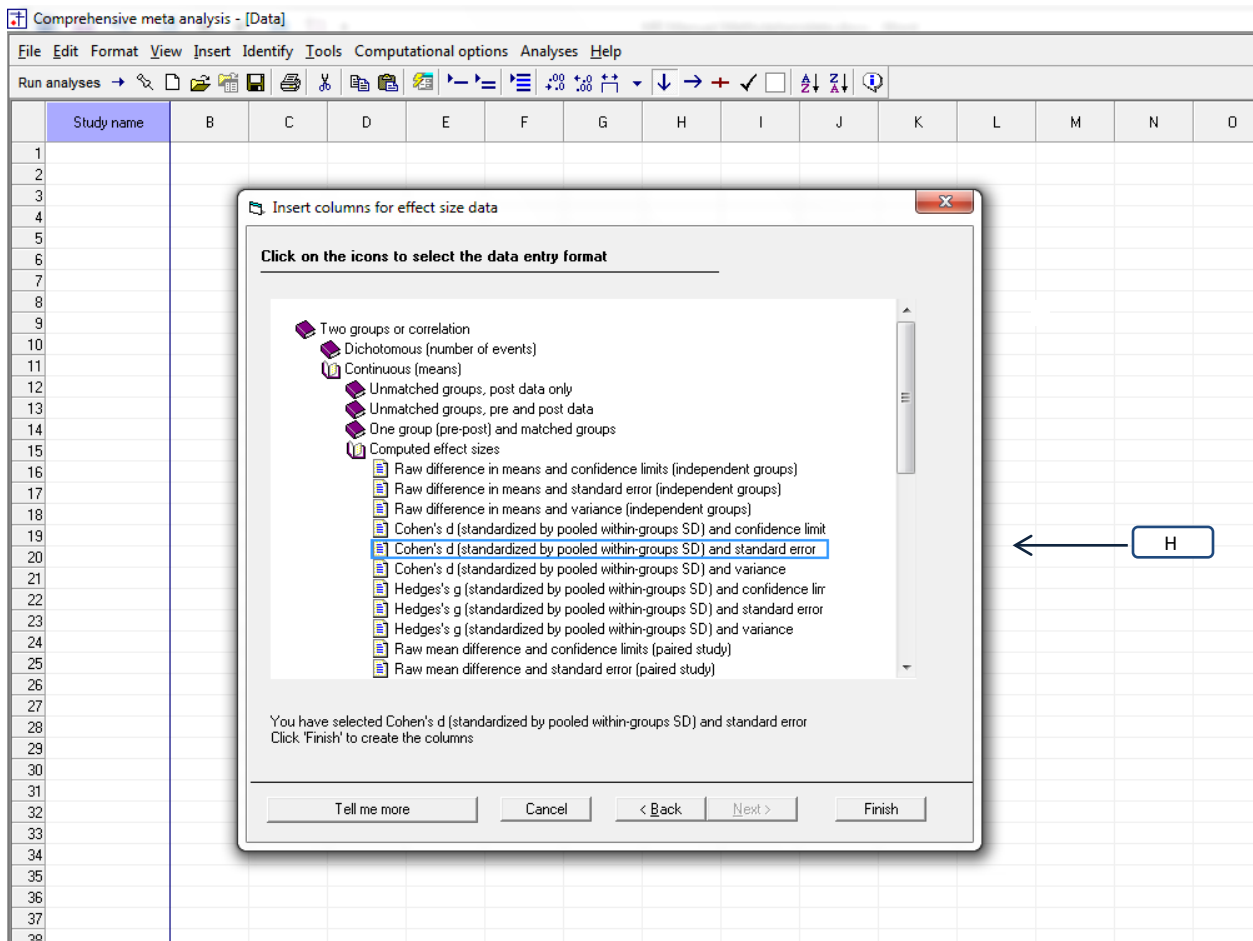 Comprehensive meta analysis - [Data]
File Edit Format View Insert Identify Tools Computational options Analyses Help
Run analyses
Study name B C D E F G H I J K L M N O
1
2
3
4
5
6
7
8
9
10
11
12
13
14
15
16
17
18
19
20
21
22
23
24
25
26
27
28
29
30
31
32
33
34
35
36
37
38
Insert columns for effect size data
Click on the icons to select the data entry format
Two groups or correlation
Dichotomous (number of events)
Continuous (means)
Unmatched groups, post data only
Unmatched groups, pre and post data
One group (pre-post) and matched groups
Computed effect sizes
Raw difference in means and confidence limits (independent groups)
Raw difference in means and standard error (independent groups)
Raw difference in means and variance (independent groups)
Cohen's d (standardized by pooled within-groups SD) and confidence limit
Cohen's d (standardized by pooled within-groups SD) and standard error
Cohen's d (standardized by pooled within-groups SD) and variance
Hedges's g (standardized by pooled within-groups SD) and confidence lim
Hedges's g (standardized by pooled within-groups SD) and standard error
Hedges's g (standardized by pooled within-groups SD) and variance
Raw mean difference and confidence limits (paired study)
Raw mean difference and standard error (paired study)
You have selected Cohen's d (standardized by pooled within-groups SD) and standard error
Click 'Finish' to create the columns
Tell me more Cancel < Back Next > Finish
H